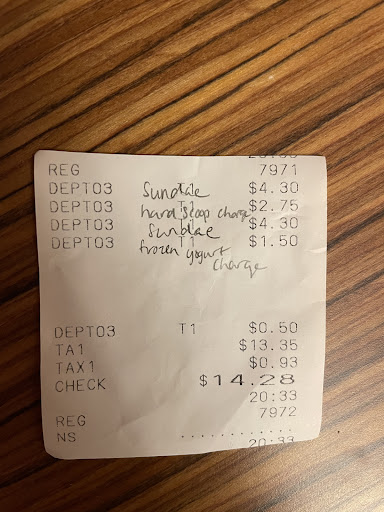 REG 7971
DEPT03 Sundae $4.30
DEPT03 hard scoop charge $2.75
DEPT03 Sundae $4.30
DEPT03 T1 $1.50
frozen yogurt
charge
DEPT03 T1 $0.50
TA1 $13.35
TAX1 $0.93
CHECK $14.28
20:33
7972
REG
NS ............
20:33